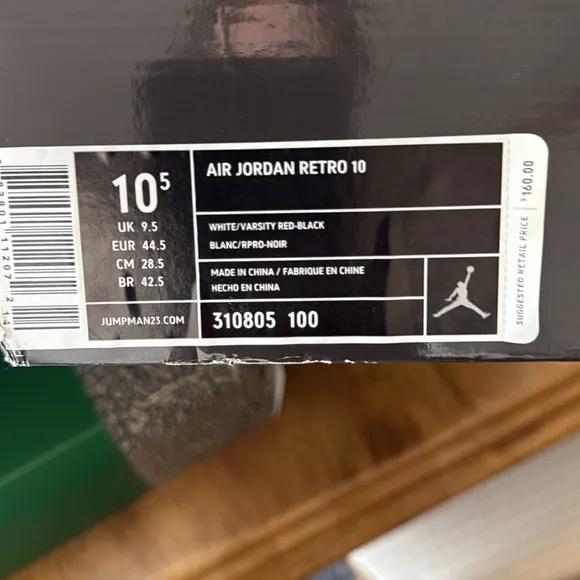 10⁵
UK 9.5
EUR 44.5
CM 28.5
BR 42.5
JUMPMAN23.COM
AIR JORDAN RETRO 10
WHITE/VARSITY RED-BLACK
BLANC/RPRO-NOIR
MADE IN CHINA / FABRIQUE EN CHINE
HECHO EN CHINA
310805 100
SUGGESTED RETAIL PRICE $160.00